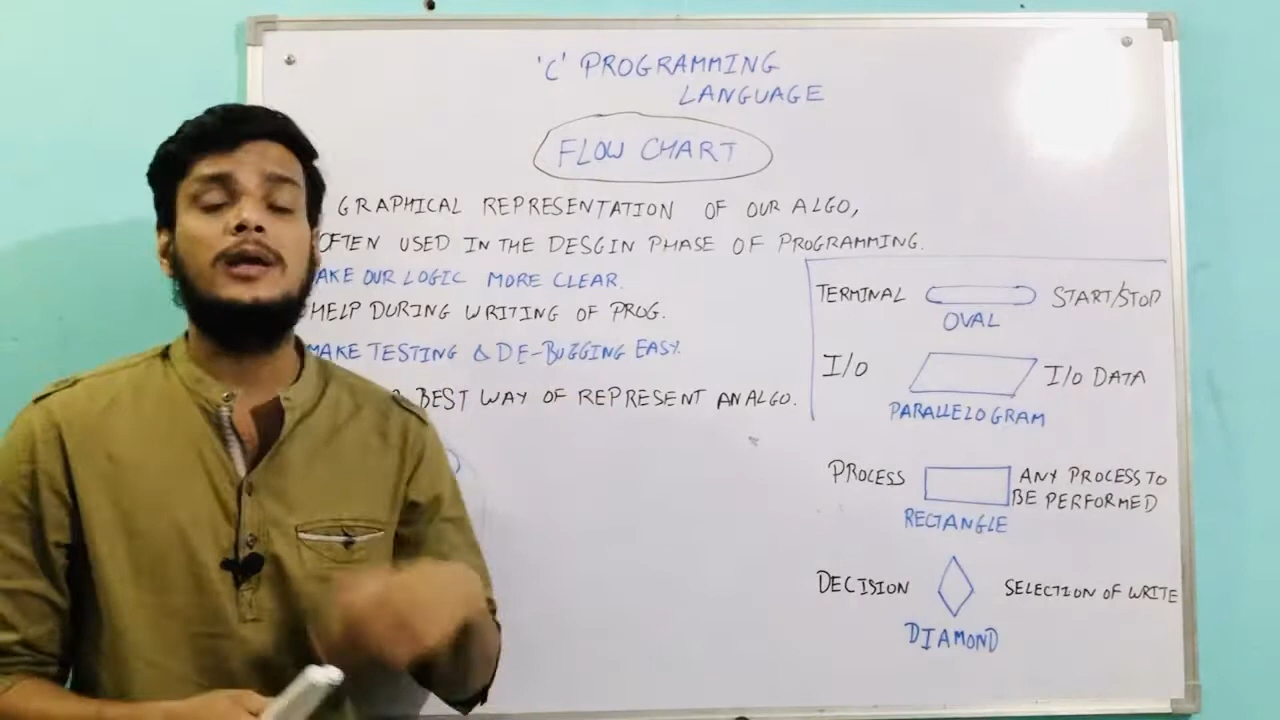 'C' PROGRAMMING
LANGUAGE
FLOW CHART
GRAPHICAL REPRESENTATION OF OUR ALGO,
OFTEN USED IN THE DESGIN PHASE OF PROGRAMMING.
AKE OUR LOGIC MORE CLEAR.
HELP DURING WRITING OF PROG.
MAKE TESTING & DE-BUGGING EASY.
BEST WAY OF REPRESENT AN ALGO.
TERMINAL START/STOP
OVAL
I/O I/O DATA
PARALLELOGRAM
PROCESS ANY PROCESS TO
BE PERFORMED
RECTANGLE
DECISION SELECTION OF WRITE
DIAMOND